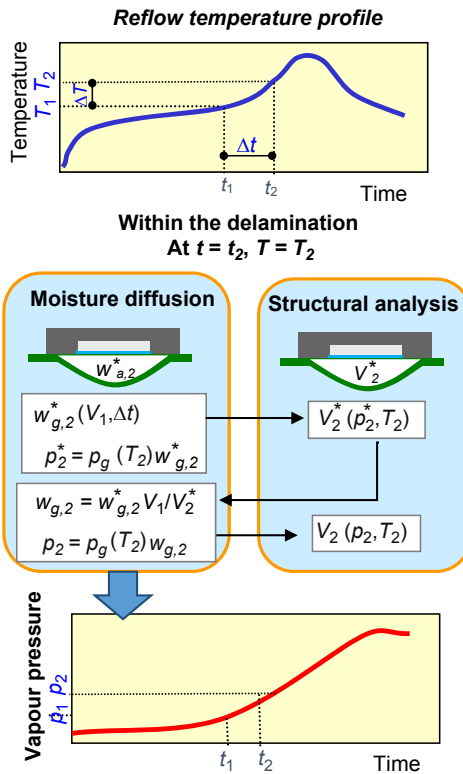 Reflow temperature profile
Temperature
T1 T2
ΔT
Δt
t1 t2
Time
Within the delamination
At t = t2, T = T2
Moisture diffusion
w*a,2
w*g,2 (V1,Δt)
p*2 = pg (T2) w*g,2
wg,2 = w*g,2 V1/V*2
p2 = pg (T2) wg,2
Structural analysis
V*2
V*2 (p*2,T2)
V2 (p2,T2)
Vapour pressure
p1 p2
t1 t2
Time